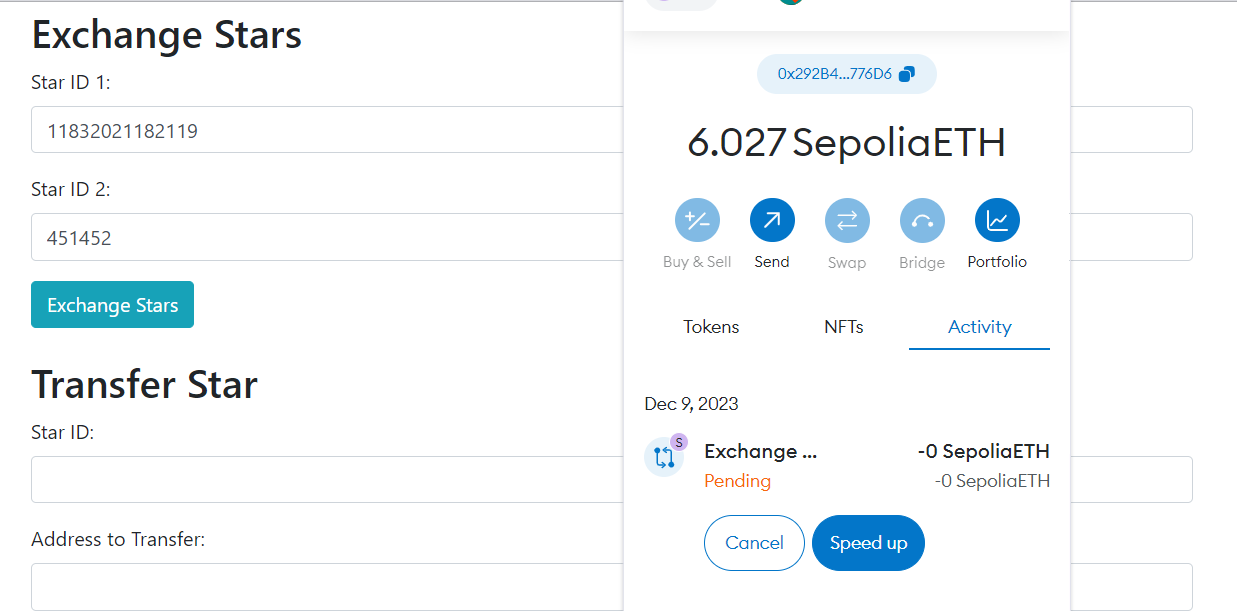 Exchange Stars
Star ID 1:
11832021182119
Star ID 2:
451452
Exchange Stars
Transfer Star
Star ID:
Address to Transfer:
0x292B4...776D6
6.027 SepoliaETH
Buy & Sell Send Swap Bridge Portfolio
Tokens NFTs Activity
Dec 9, 2023
S
Exchange ... -0 SepoliaETH
Pending -0 SepoliaETH
Cancel Speed up